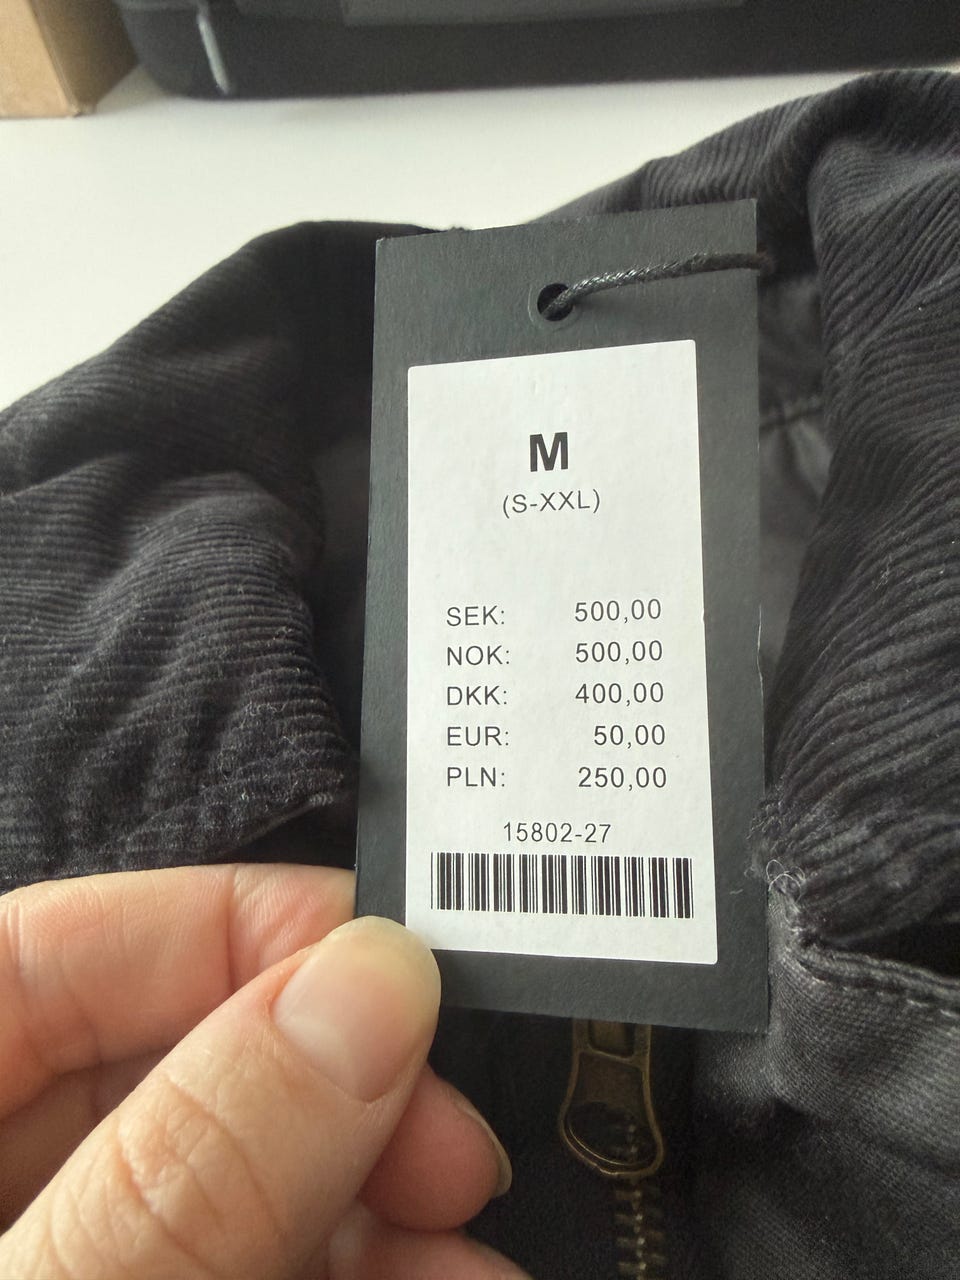 M
(S-XXL)
SEK: 500,00
NOK: 500,00
DKK: 400,00
EUR: 50,00
PLN: 250,00
15802-27